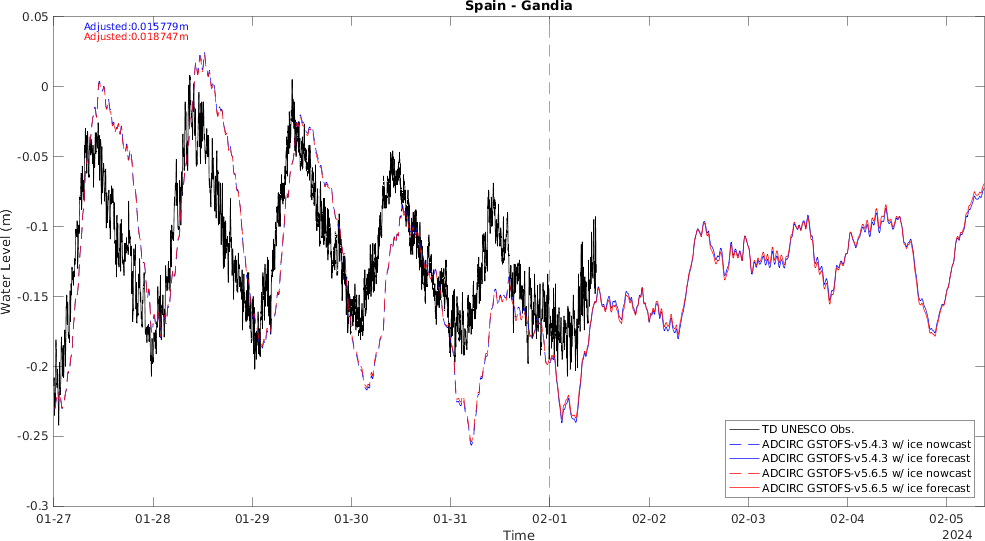 Spain - Gandia
Adjusted:0.015779m
Adjusted:0.018747m
0.05
0
-0.05
-0.1
-0.15
-0.2
-0.25
-0.3
Water Level (m)
01-27
01-28
01-29
01-30
01-31
02-01
02-02
02-03
02-04
02-05
Time
2024
TD UNESCO Obs.
ADCIRC GSTOFS-v5.4.3 w/ ice nowcast
ADCIRC GSTOFS-v5.4.3 w/ ice forecast
ADCIRC GSTOFS-v5.6.5 w/ ice nowcast
ADCIRC GSTOFS-v5.6.5 w/ ice forecast